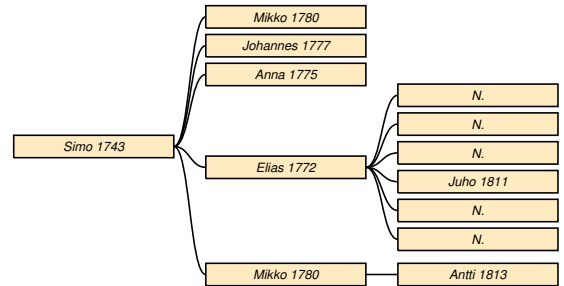 Mikko 1780
Johannes 1777
Anna 1775
N.
N.
N.
Simo 1743
Elias 1772
Juho 1811
N.
N.
Mikko 1780
Antti 1813